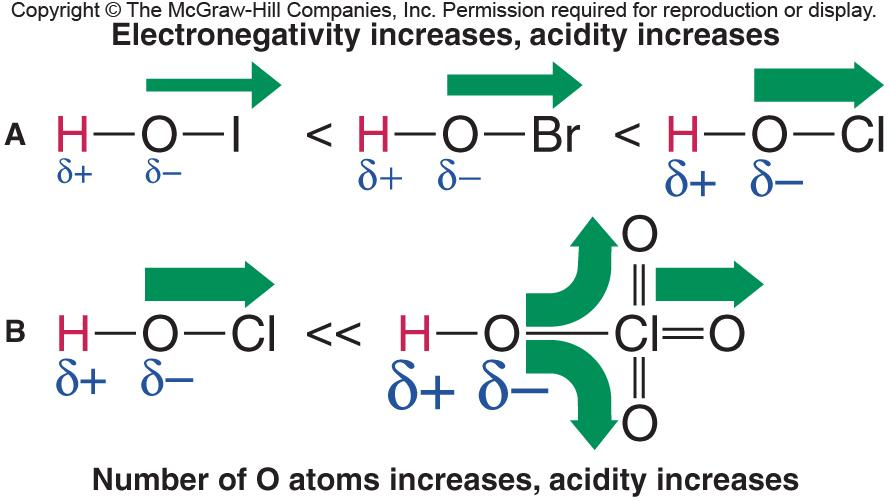 Copyright © The McGraw-Hill Companies, Inc. Permission required for reproduction or display.
Electronegativity increases, acidity increases
A H—O—I < H—O—Br < H—O—Cl
δ+ δ− δ+ δ− δ+ δ−
O
B H—O—Cl << H—O—Cl=O
δ+ δ− δ+ δ−
O
Number of O atoms increases, acidity increases